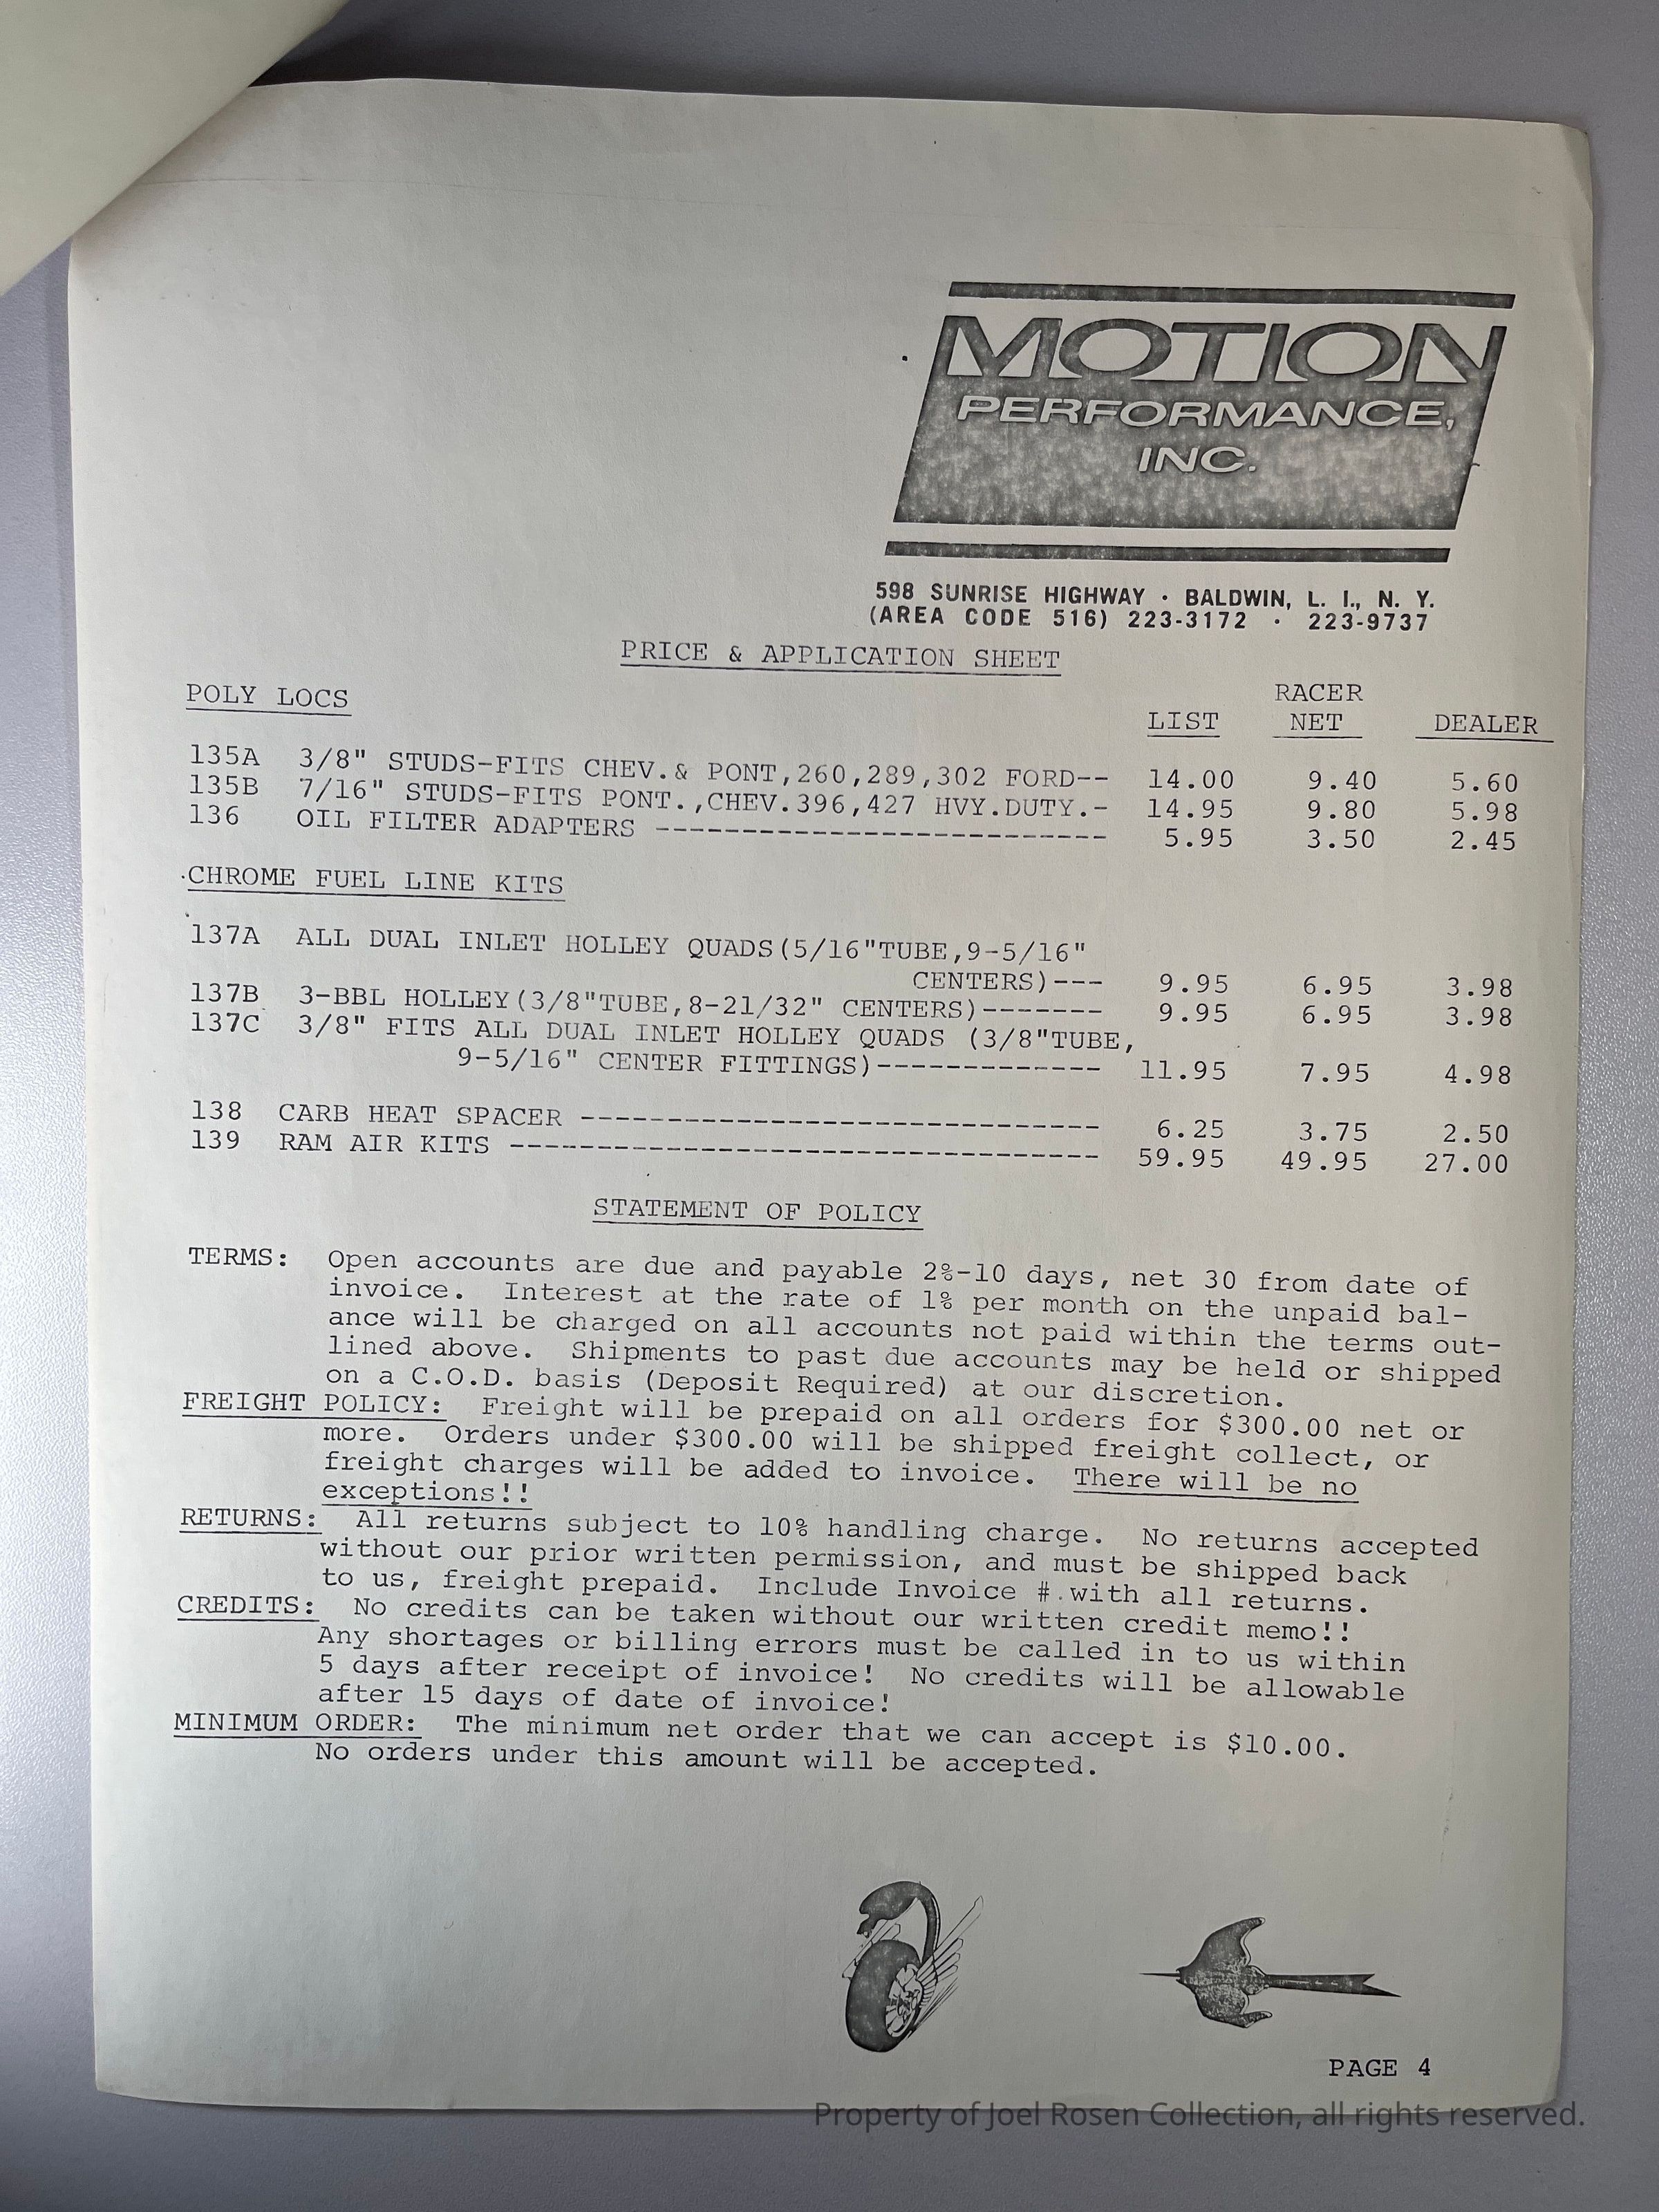 MOTION
PERFORMANCE,
INC.
598 SUNRISE HIGHWAY · BALDWIN, L. I., N. Y.
(AREA CODE 516) 223-3172 · 223-9737
PRICE & APPLICATION SHEET
POLY LOCS LIST RACER NET DEALER
135A 3/8" STUDS-FITS CHEV.& PONT,260,289,302 FORD-- 14.00 9.40 5.60
135B 7/16" STUDS-FITS PONT.,CHEV.396,427 HVY.DUTY.- 14.95 9.80 5.98
136 OIL FILTER ADAPTERS -------------------------- 5.95 3.50 2.45
CHROME FUEL LINE KITS
137A ALL DUAL INLET HOLLEY QUADS(5/16"TUBE,9-5/16"
CENTERS)--- 9.95 6.95 3.98
137B 3-BBL HOLLEY(3/8"TUBE,8-21/32" CENTERS)------- 9.95 6.95 3.98
137C 3/8" FITS ALL DUAL INLET HOLLEY QUADS (3/8"TUBE,
9-5/16" CENTER FITTINGS)------------- 11.95 7.95 4.98
138 CARB HEAT SPACER ------------------------------ 6.25 3.75 2.50
139 RAM AIR KITS ---------------------------------- 59.95 49.95 27.00
STATEMENT OF POLICY
TERMS: Open accounts are due and payable 2%-10 days, net 30 from date of
invoice. Interest at the rate of 1% per month on the unpaid bal-
ance will be charged on all accounts not paid within the terms out-
lined above. Shipments to past due accounts may be held or shipped
on a C.O.D. basis (Deposit Required) at our discretion.
FREIGHT POLICY: Freight will be prepaid on all orders for $300.00 net or
more. Orders under $300.00 will be shipped freight collect, or
freight charges will be added to invoice. There will be no
exceptions!!
RETURNS: All returns subject to 10% handling charge. No returns accepted
without our prior written permission, and must be shipped back
to us, freight prepaid. Include Invoice # with all returns.
CREDITS: No credits can be taken without our written credit memo!!
Any shortages or billing errors must be called in to us within
5 days after receipt of invoice! No credits will be allowable
after 15 days of date of invoice!
MINIMUM ORDER: The minimum net order that we can accept is $10.00.
No orders under this amount will be accepted.
PAGE 4
Property of Joel Rosen Collection, all rights reserved.